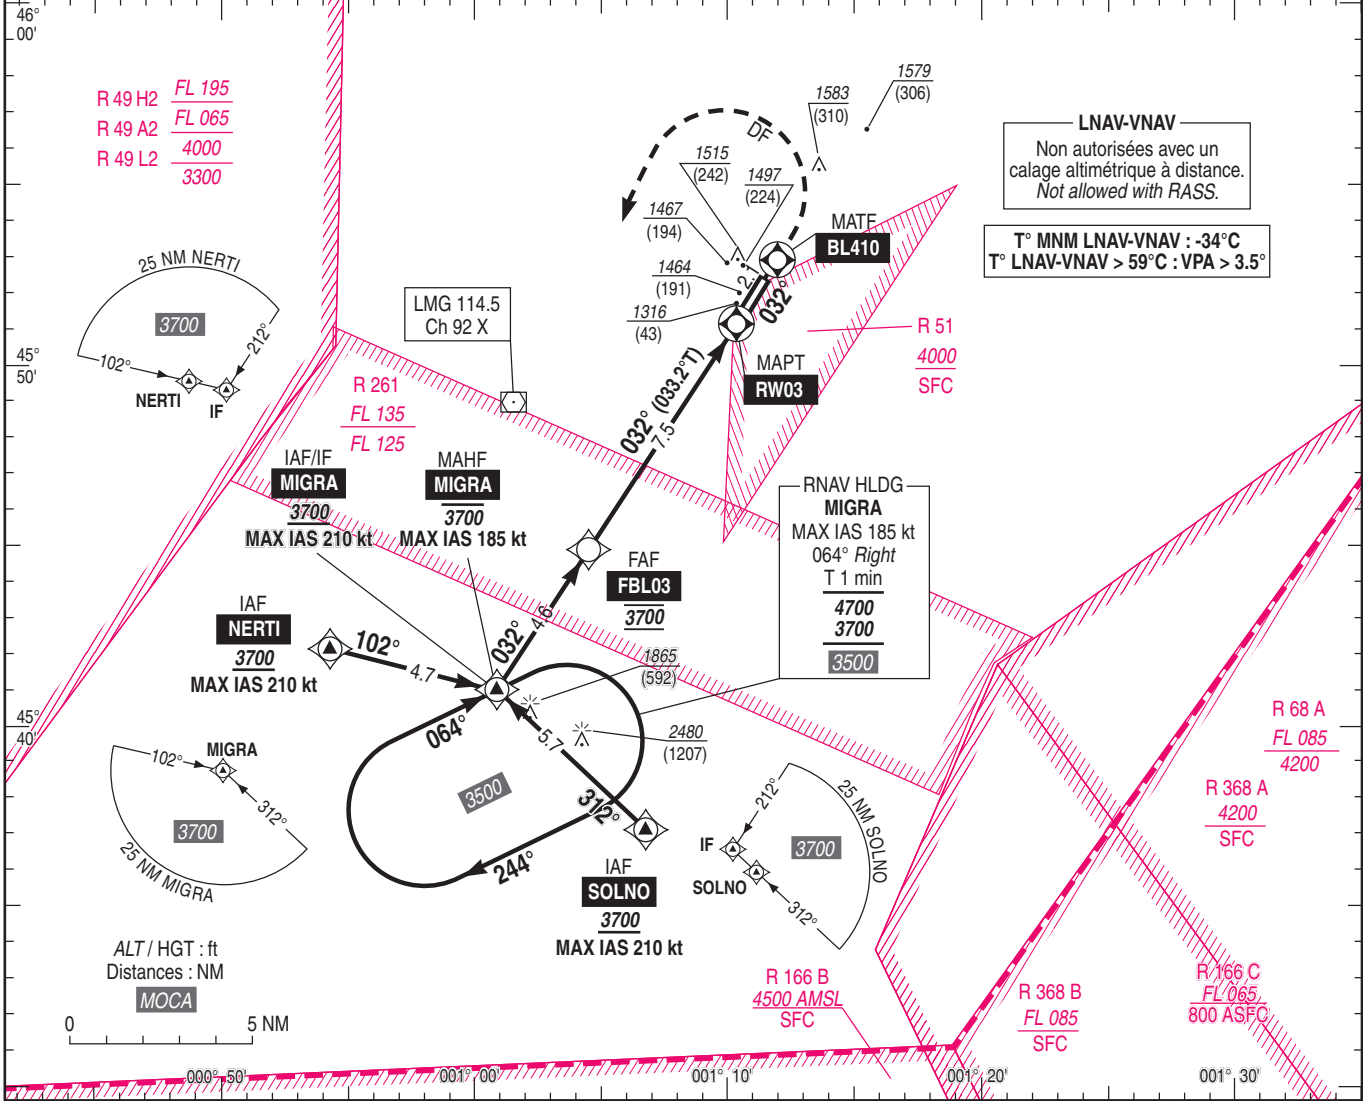 46°
00'
R 49 H2 FL 195
R 49 A2 FL 065
R 49 L2 4000
3300
1579
(306)
1583
(310)
DF
1515
(242)
1497
(224)
1467
(194)
1464
(191)
1316
(43)
LNAV-VNAV
Non autorisées avec un
calage altimétrique à distance.
Not allowed with RASS.
T° MNM LNAV-VNAV : -34°C
T° LNAV-VNAV > 59°C : VPA > 3.5°
MATF
BL410
2.1
032°
R 51
4000
SFC
MAPT
RW03
25 NM NERTI
3700
102°
212°
NERTI
IF
LMG 114.5
Ch 92 X
45°
50'
R 261
FL 135
FL 125
032° (033.2°T)
7.5
IAF/IF
MIGRA
3700
MAX IAS 210 kt
MAHF
MIGRA
3700
MAX IAS 185 kt
RNAV HLDG
MIGRA
MAX IAS 185 kt
064° Right
T 1 min
4700
3700
3500
FAF
FBL03
3700
032°
4.6
IAF
NERTI
3700
MAX IAS 210 kt
102°
4.7
1865
(592)
2480
(1207)
064°
5.7
312°
3500
244°
45°
40'
102°
MIGRA
312°
3700
25 NM MIGRA
IAF
SOLNO
3700
MAX IAS 210 kt
212°
IF
SOLNO
312°
3700
25 NM SOLNO
R 68 A
FL 085
4200
R 368 A
4200
SFC
ALT / HGT : ft
Distances : NM
MOCA
0 5 NM
R 166 B
4500 AMSL
SFC
R 368 B
FL 085
SFC
R 166 C
FL 065
800 ASFC
000° 50'
001° 00'
001° 10'
001° 20'
001° 30'